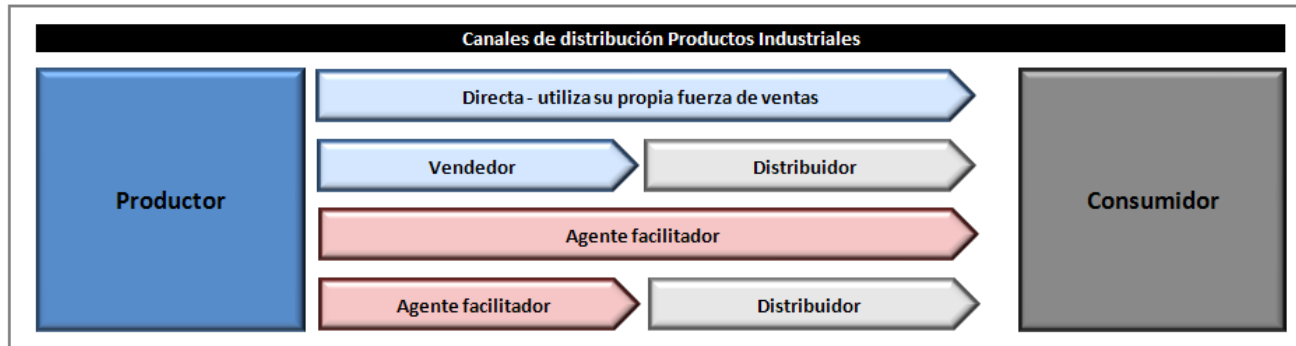 Canales de distribución Productos Industriales
Directa - utiliza su propia fuerza de ventas
Vendedor
Distribuidor
Productor
Consumidor
Agente facilitador
Agente facilitador
Distribuidor